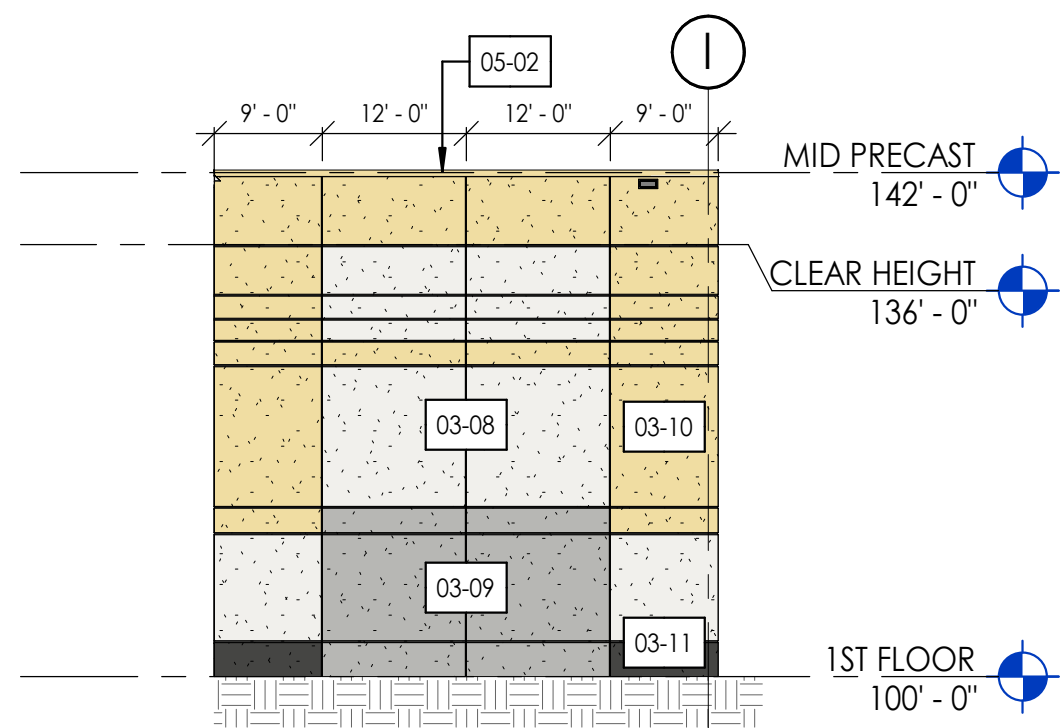 05-02
I
9' - 0"
12' - 0"
12' - 0"
9' - 0"
MID PRECAST
142' - 0"
CLEAR HEIGHT
136' - 0"
03-08
03-10
03-09
03-11
1ST FLOOR
100' - 0"